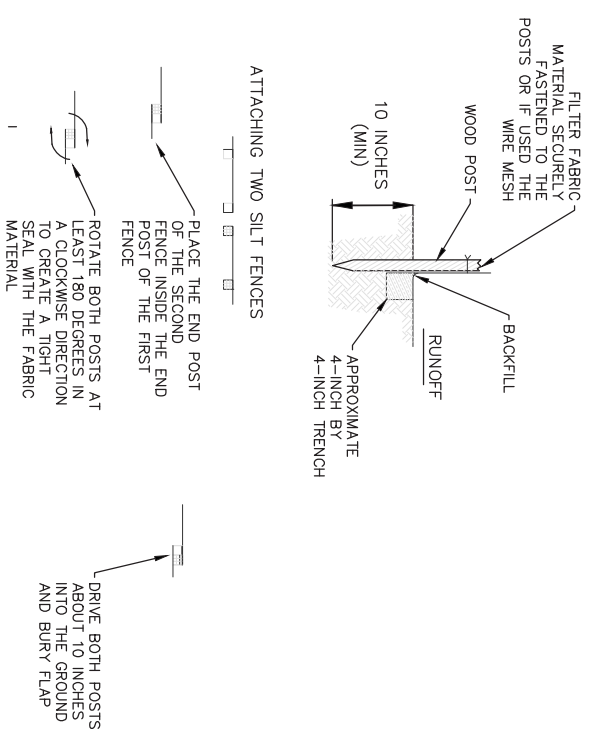 FILTER FABRIC
MATERIAL SECURELY
FASTENED TO THE
POSTS OR IF USED THE
WIRE MESH
WOOD POST
10 INCHES
(MIN)
BACKFILL
RUNOFF
APPROXIMATE
4-INCH BY
4-INCH TRENCH
ATTACHING TWO SILT FENCES
PLACE THE END POST
OF THE SECOND
FENCE INSIDE THE END
POST OF THE FIRST
FENCE
ROTATE BOTH POSTS AT
LEAST 180 DEGREES IN
A CLOCKWISE DIRECTION
TO CREATE A TIGHT
SEAL WITH THE FABRIC
MATERIAL
DRIVE BOTH POSTS
ABOUT 10 INCHES
INTO THE GROUND
AND BURY FLAP